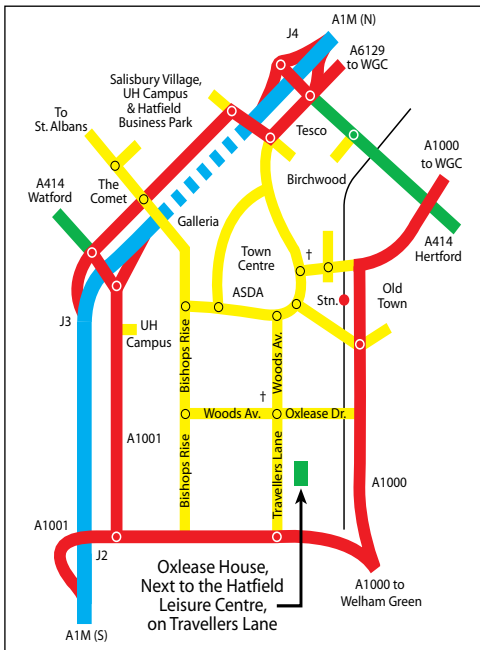 A1M (N)
J4
A6129
to WGC
Salisbury Village,
UH Campus
& Hatfield
Business Park
To
St. Albans
Tesco
A1000
to WGC
Birchwood
The
Comet
A414
Watford
Galleria
A414
Hertford
Town
Centre
†
ASDA
Stn.
Old
Town
J3
UH
Campus
Bishops Rise
Woods Av.
†
Woods Av.
Oxlease Dr.
A1001
Bishops Rise
Travellers Lane
A1000
A1001
J2
Oxlease House,
Next to the Hatfield
Leisure Centre,
on Travellers Lane
A1000 to
Welham Green
A1M (S)